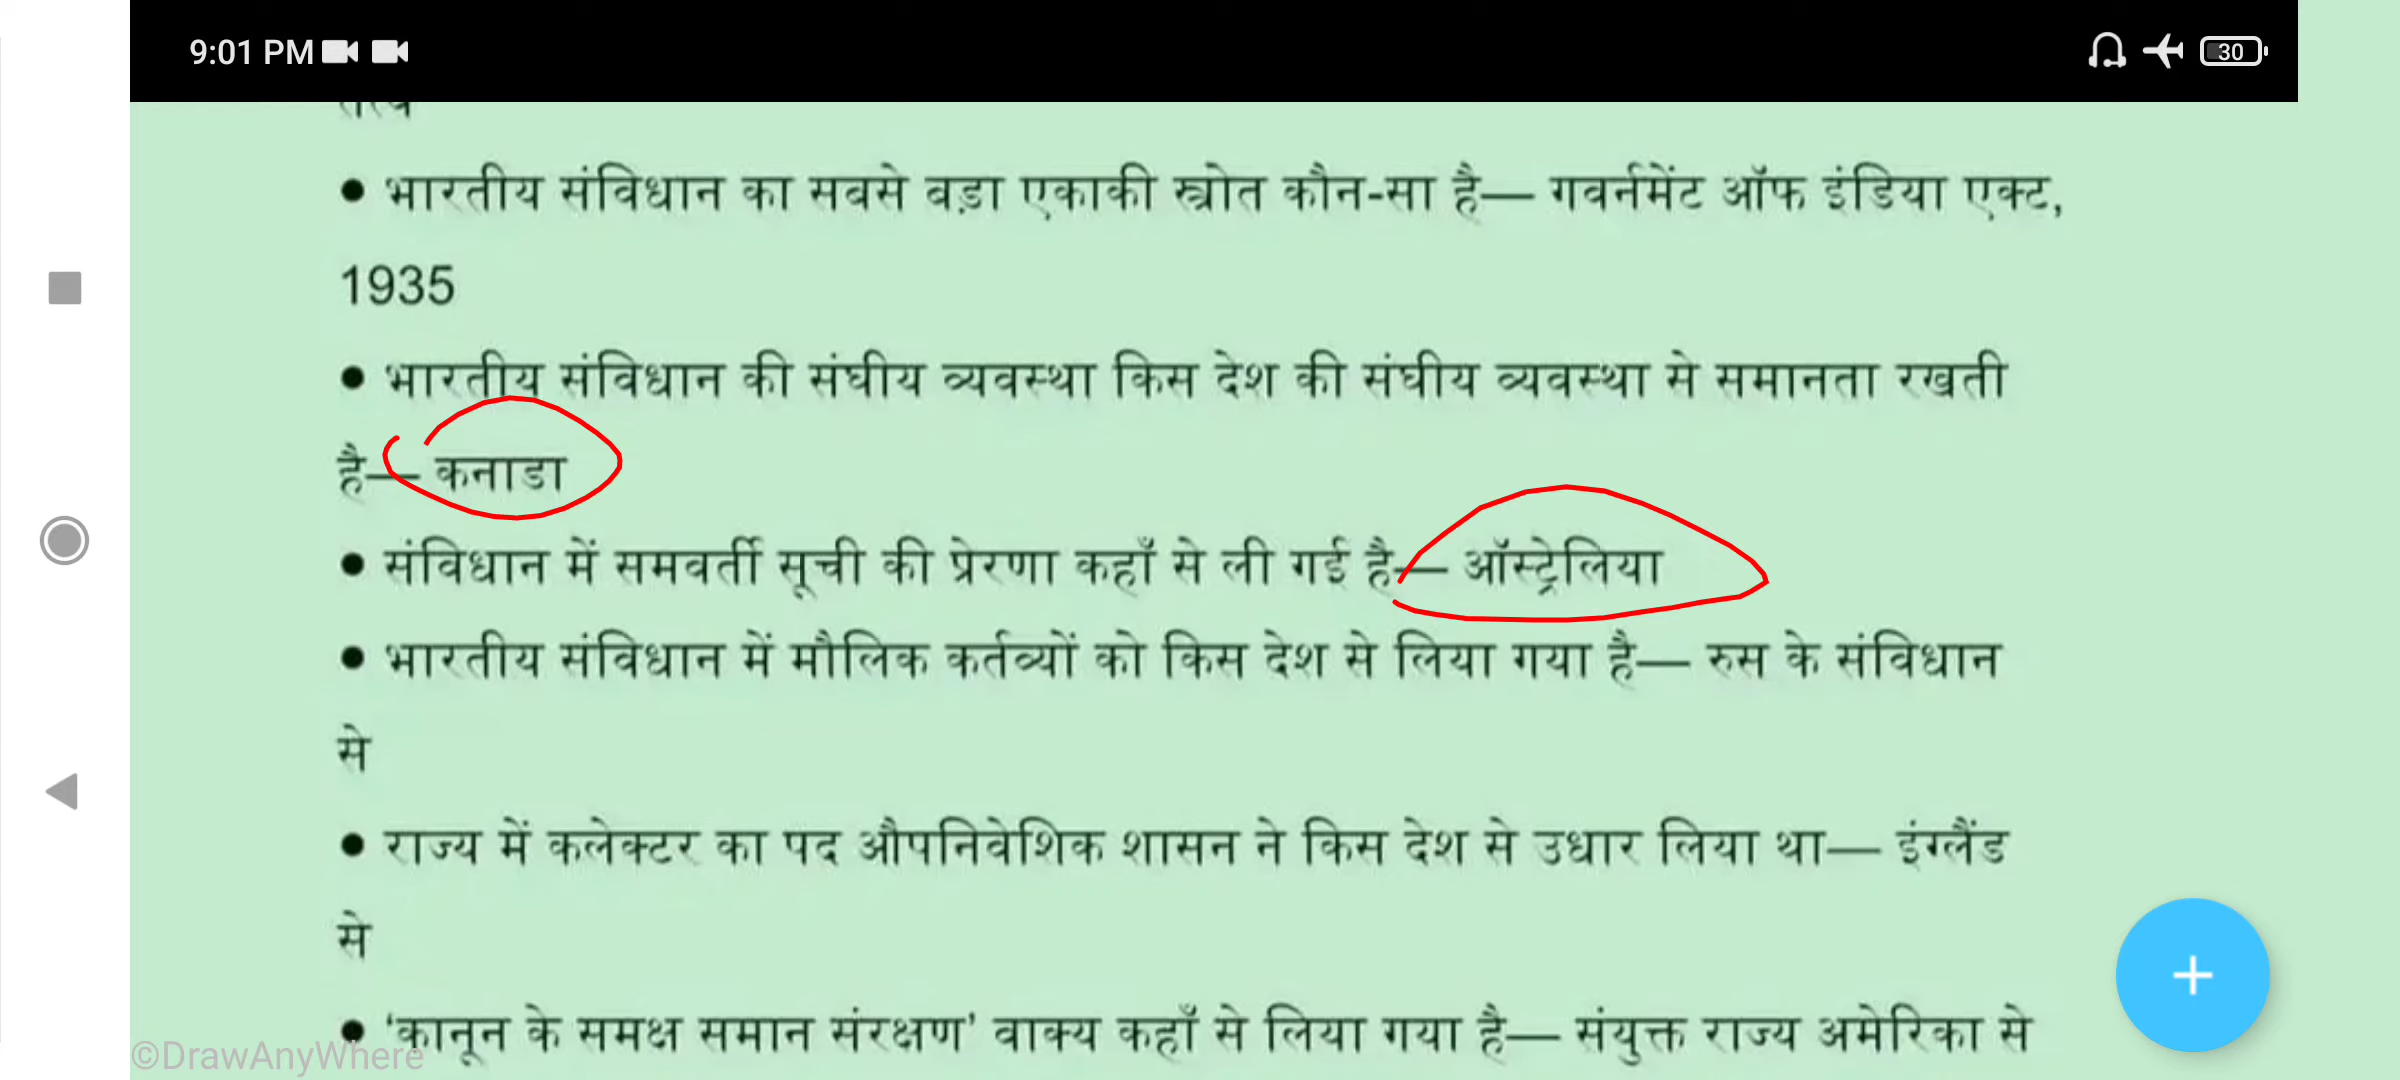 9:01 PM
30
● भारतीय संविधान का सबसे बड़ा एकाकी स्त्रोत कौन-सा है— गवर्नमेंट ऑफ इंडिया एक्ट,
1935
● भारतीय संविधान की संघीय व्यवस्था किस देश की संघीय व्यवस्था से समानता रखती
है— कनाडा
● संविधान में समवर्ती सूची की प्रेरणा कहाँ से ली गई है— ऑस्ट्रेलिया
● भारतीय संविधान में मौलिक कर्तव्यों को किस देश से लिया गया है— रुस के संविधान
से
● राज्य में कलेक्टर का पद औपनिवेशिक शासन ने किस देश से उधार लिया था— इंग्लैंड
से
● ‘कानून के समक्ष समान संरक्षण’ वाक्य कहाँ से लिया गया है— संयुक्त राज्य अमेरिका से
©DrawAnyWhere